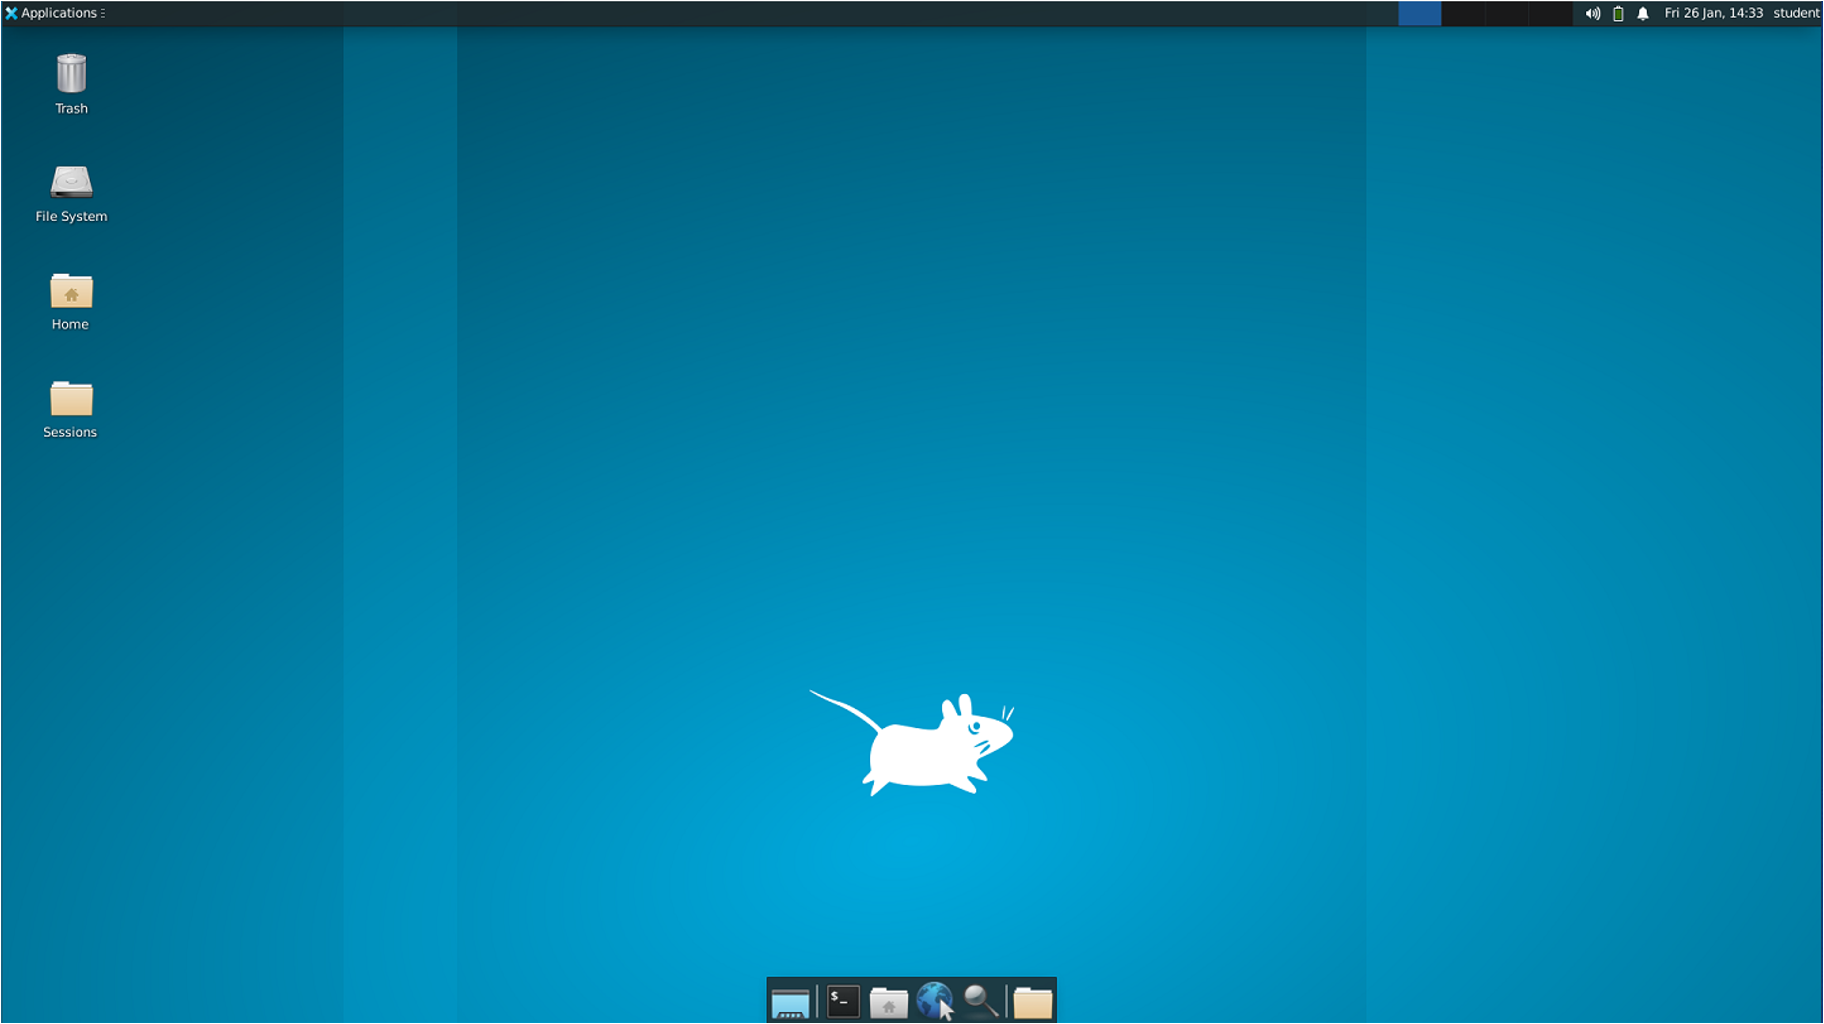 Applications
Fri 26 Jan, 14:33 student
Trash
File System
Home
Sessions
$_